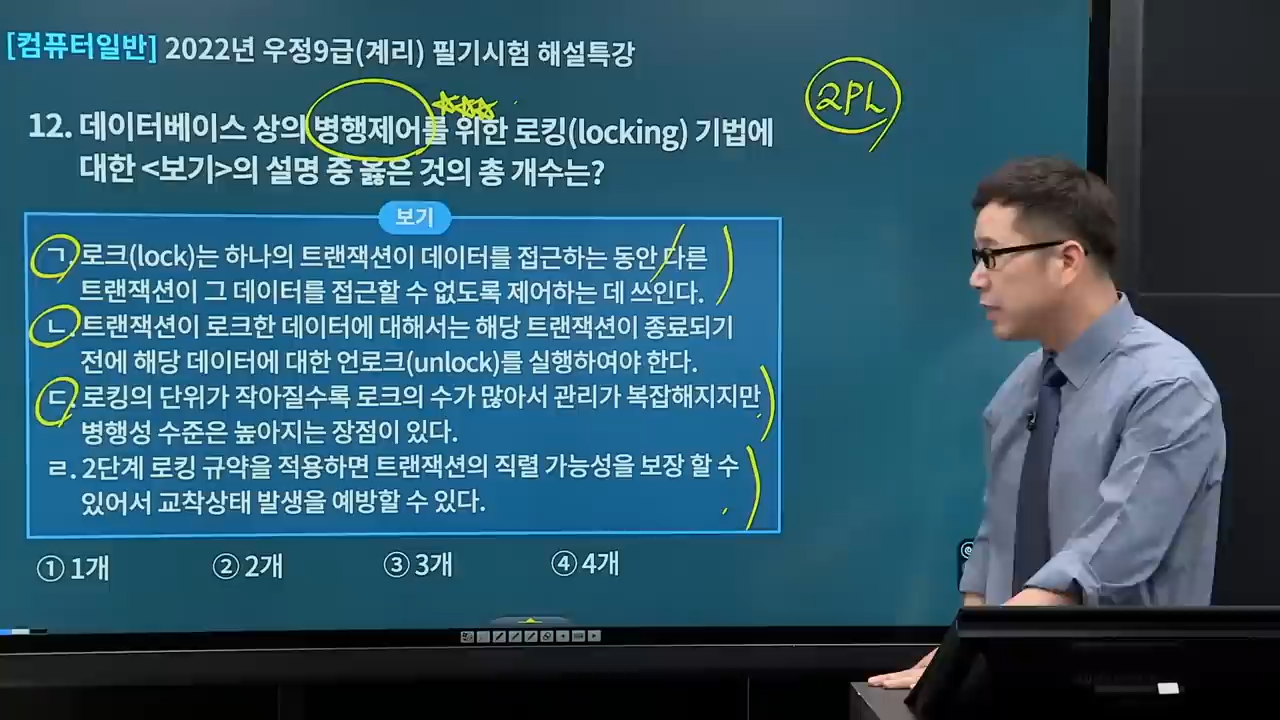 [컴퓨터일반] 2022년 우정9급(계리) 필기시험 해설특강
2PL
12. 데이터베이스 상의 병행제어를 위한 로킹(locking) 기법에
대한 <보기>의 설명 중 옳은 것의 총 개수는?
보기
ㄱ. 로크(lock)는 하나의 트랜잭션이 데이터를 접근하는 동안 다른
트랜잭션이 그 데이터를 접근할 수 없도록 제어하는 데 쓰인다.
ㄴ. 트랜잭션이 로크한 데이터에 대해서는 해당 트랜잭션이 종료되기
전에 해당 데이터에 대한 언로크(unlock)를 실행하여야 한다.
ㄷ. 로킹의 단위가 작아질수록 로크의 수가 많아서 관리가 복잡해지지만
병행성 수준은 높아지는 장점이 있다.
ㄹ. 2단계 로킹 규약을 적용하면 트랜잭션의 직렬 가능성을 보장 할 수
있어서 교착상태 발생을 예방할 수 있다.
① 1개 ② 2개 ③ 3개 ④ 4개